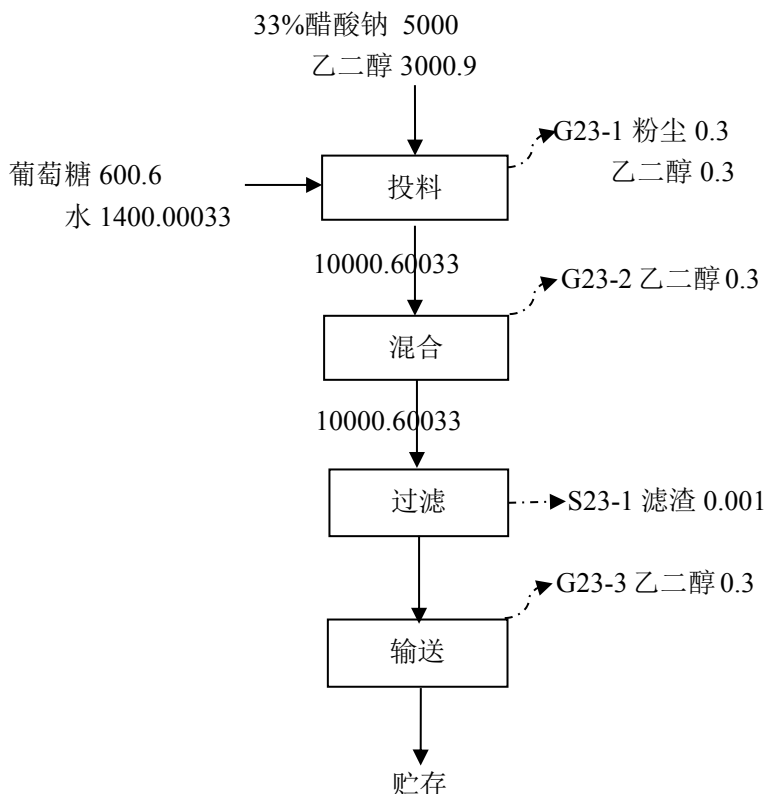 33%醋酸钠 5000
乙二醇 3000.9
G23-1 粉尘 0.3
乙二醇 0.3
葡萄糖 600.6
水 1400.00033
投料
10000.60033
G23-2 乙二醇 0.3
混合
10000.60033
过滤
S23-1 滤渣 0.001
G23-3 乙二醇 0.3
输送
贮存